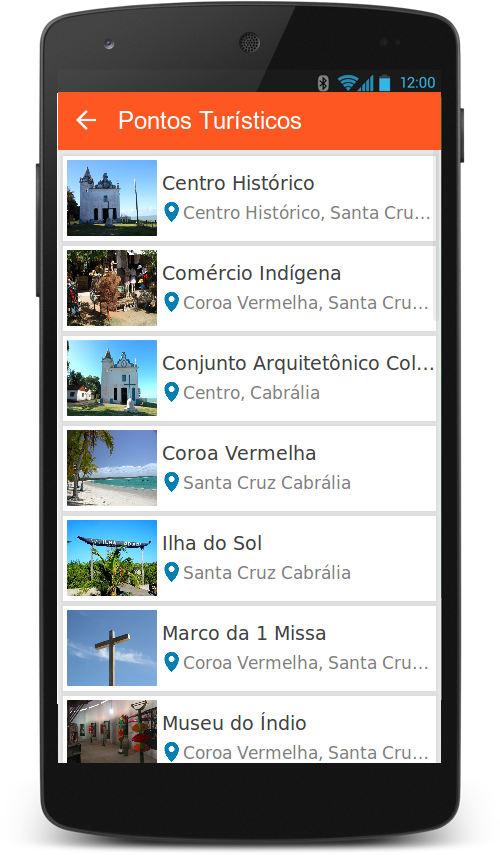 12:00
Pontos Turísticos
Centro Histórico
Centro Histórico, Santa Cru...
Comércio Indígena
Coroa Vermelha, Santa Cru...
Conjunto Arquitetônico Col...
Centro, Cabrália
Coroa Vermelha
Santa Cruz Cabrália
Ilha do Sol
Santa Cruz Cabrália
Marco da 1 Missa
Coroa Vermelha, Santa Cru...
Museu do Índio
Coroa Vermelha, Santa Cru...